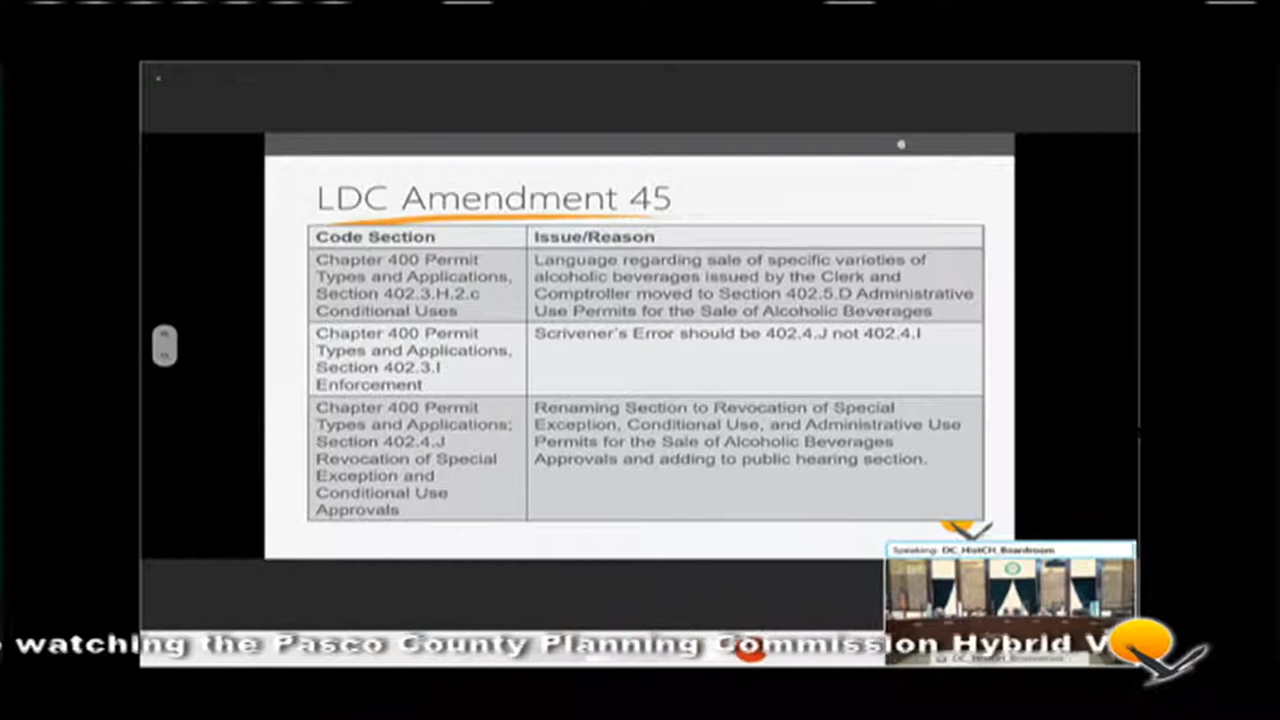 6
LDC Amendment 45
Code Section
Issue/Reason
Chapter 400 Permit
Types and Applications,
Section 402.3.H.2.c
Conditional Uses
Language regarding sale of specific varieties of
alcoholic beverages issued by the Clerk and
Comptroller moved to Section 402.5.D Administrative
Use Permits for the Sale of Alcoholic Beverages
Chapter 400 Permit
Types and Applications,
Section 402.3.I
Enforcement
Scrivener's Error should be 402.4.J not 402.4.I
Chapter 400 Permit
Types and Applications;
Section 402.4.J
Revocation of Special
Exception and
Conditional Use
Approvals
Renaming Section to Revocation of Special
Exception, Conditional Use, and Administrative Use
Permits for the Sale of Alcoholic Beverages
Approvals and adding to public hearing section.
Speaking: DC_HistCH_Boardroom
watching the Pasco County Planning Commission Hybrid V